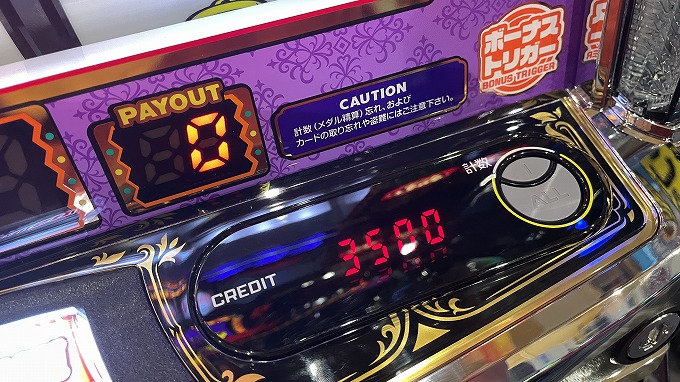 PAYOUT
0
CAUTION
計数(メダル精算)忘れ、および
カードの取り忘れや盗難にはご注意下さい。
ボーナス
トリガー
BONUS TRIGGER
計数
1
ALL
CREDIT
3580